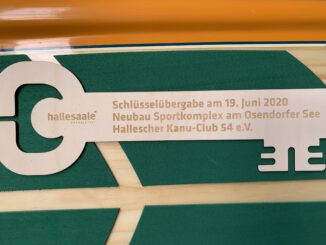 hallesaale*
Schlüsselübergabe am 19. Juni 2020
Neubau Sportkomplex am Osendorfer See
Hallescher Kanu-Club 54 e.V.